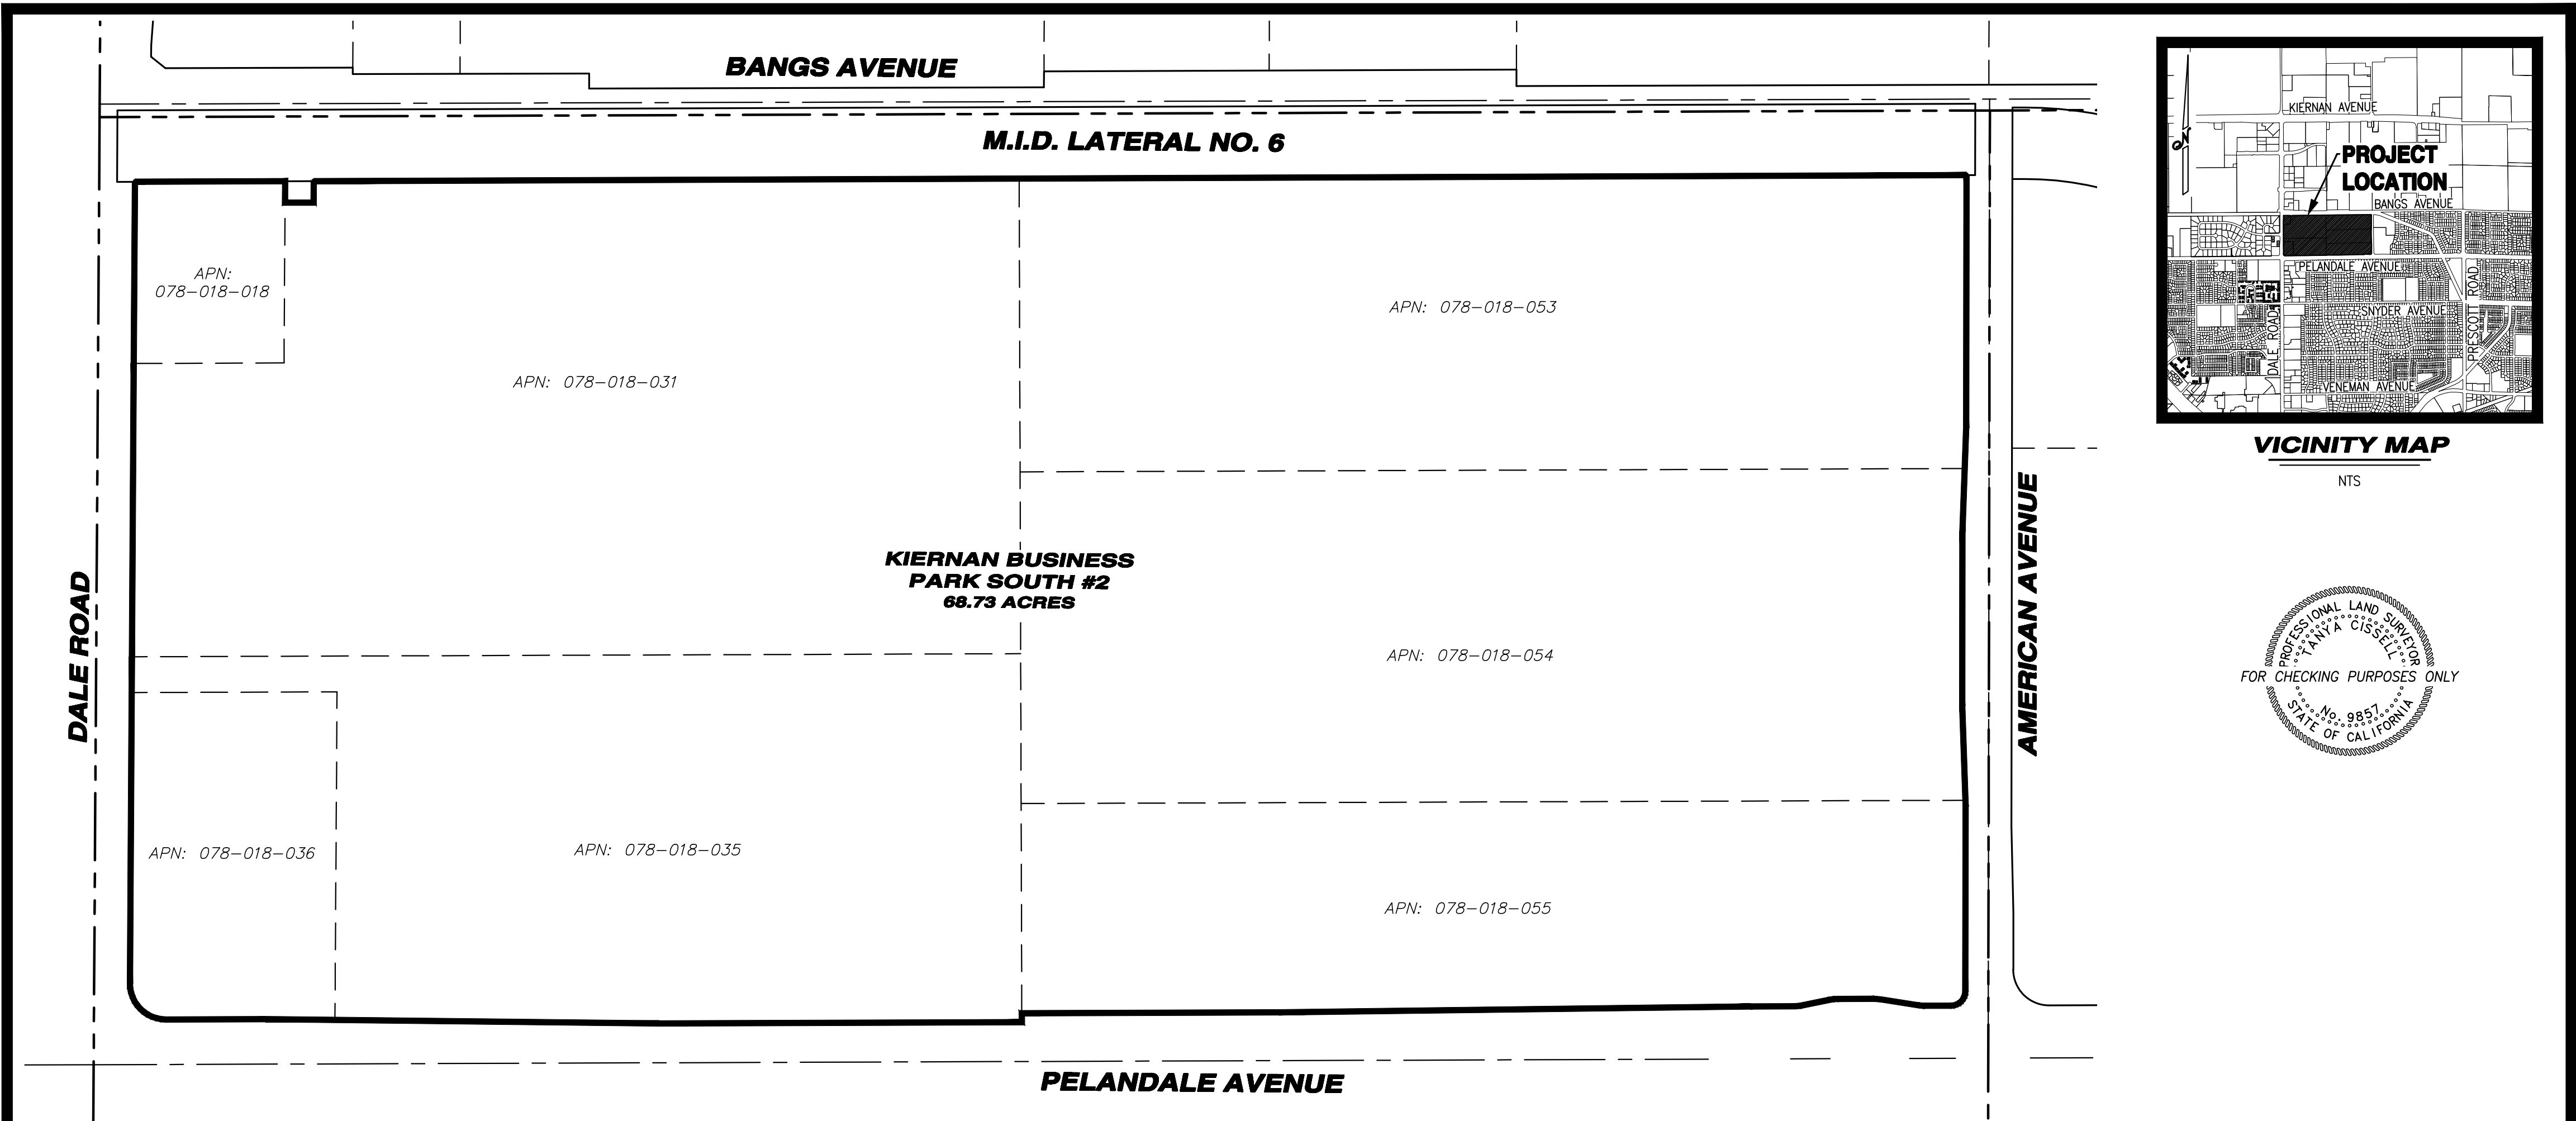 BANGS AVENUE
M.I.D. LATERAL NO. 6
APN:
078-018-018
APN: 078-018-031
APN: 078-018-053
KIERNAN BUSINESS
PARK SOUTH #2
68.73 ACRES
DALE ROAD
APN: 078-018-054
AMERICAN AVENUE
APN: 078-018-036
APN: 078-018-035
APN: 078-018-055
PELANDALE AVENUE
KIERNAN AVENUE
N
PROJECT
LOCATION
BANGS AVENUE
PELANDALE AVENUE
SNYDER AVENUE
DALE ROAD
PRESCOTT ROAD
VENEMAN AVENUE
VICINITY MAP
NTS
PROFESSIONAL LAND SURVEYOR
TANYA CISSELL
FOR CHECKING PURPOSES ONLY
No. 9857
STATE OF CALIFORNIA